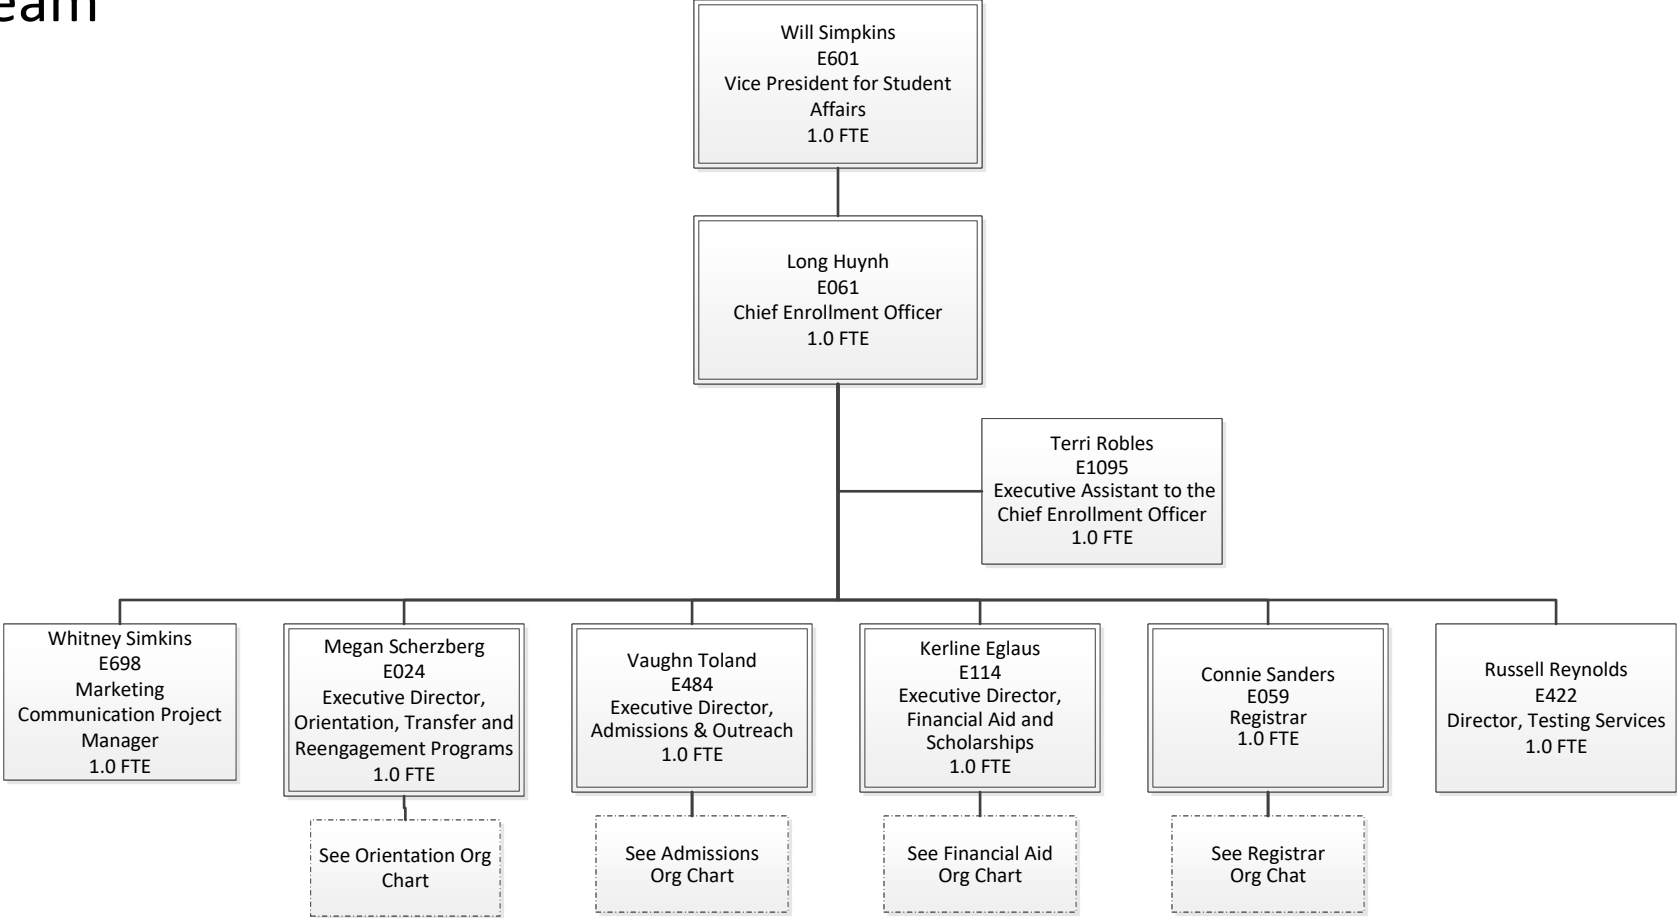 Will Simpkins
E601
Vice President for Student
Affairs
1.0 FTE
Long Huynh
E061
Chief Enrollment Officer
1.0 FTE
Terri Robles
E1095
Executive Assistant to the
Chief Enrollment Officer
1.0 FTE
Whitney Simkins
E698
Marketing
Communication Project
Manager
1.0 FTE
Megan Scherzberg
E024
Executive Director,
Orientation, Transfer and
Reengagement Programs
1.0 FTE
Vaughn Toland
E484
Executive Director,
Admissions & Outreach
1.0 FTE
Kerline Eglaus
E114
Executive Director,
Financial Aid and
Scholarships
1.0 FTE
Connie Sanders
E059
Registrar
1.0 FTE
Russell Reynolds
E422
Director, Testing Services
1.0 FTE
See Orientation Org
Chart
See Admissions
Org Chart
See Financial Aid
Org Chart
See Registrar
Org Chat